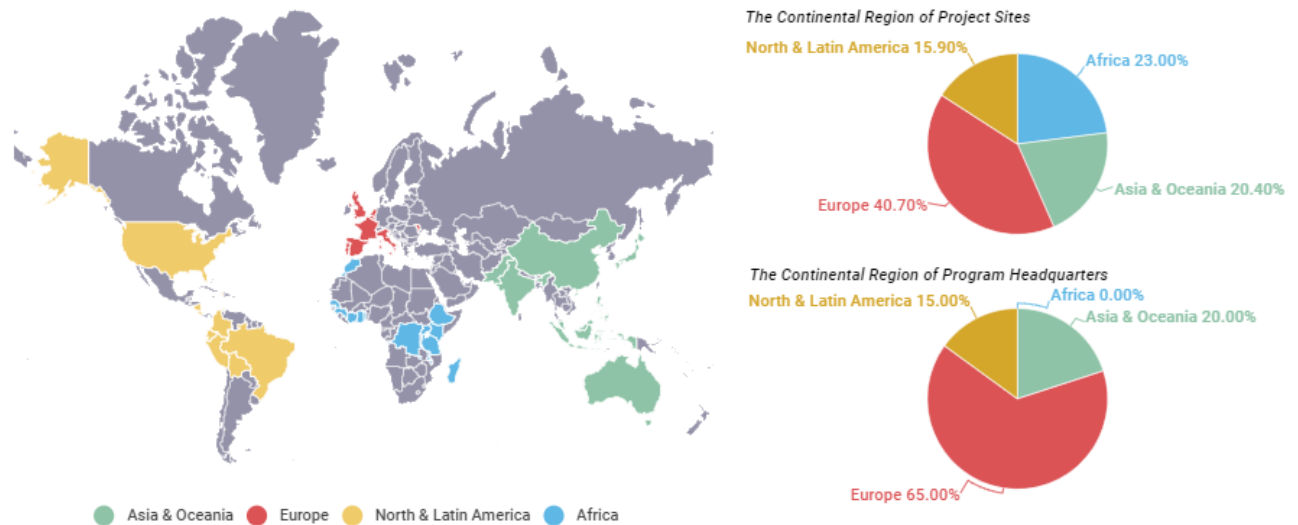 The Continental Region of Project Sites
North & Latin America 15.90%
Africa 23.00%
Asia & Oceania 20.40%
Europe 40.70%
The Continental Region of Program Headquarters
North & Latin America 15.00%
Africa 0.00%
Asia & Oceania 20.00%
Europe 65.00%
Asia & Oceania
Europe
North & Latin America
Africa